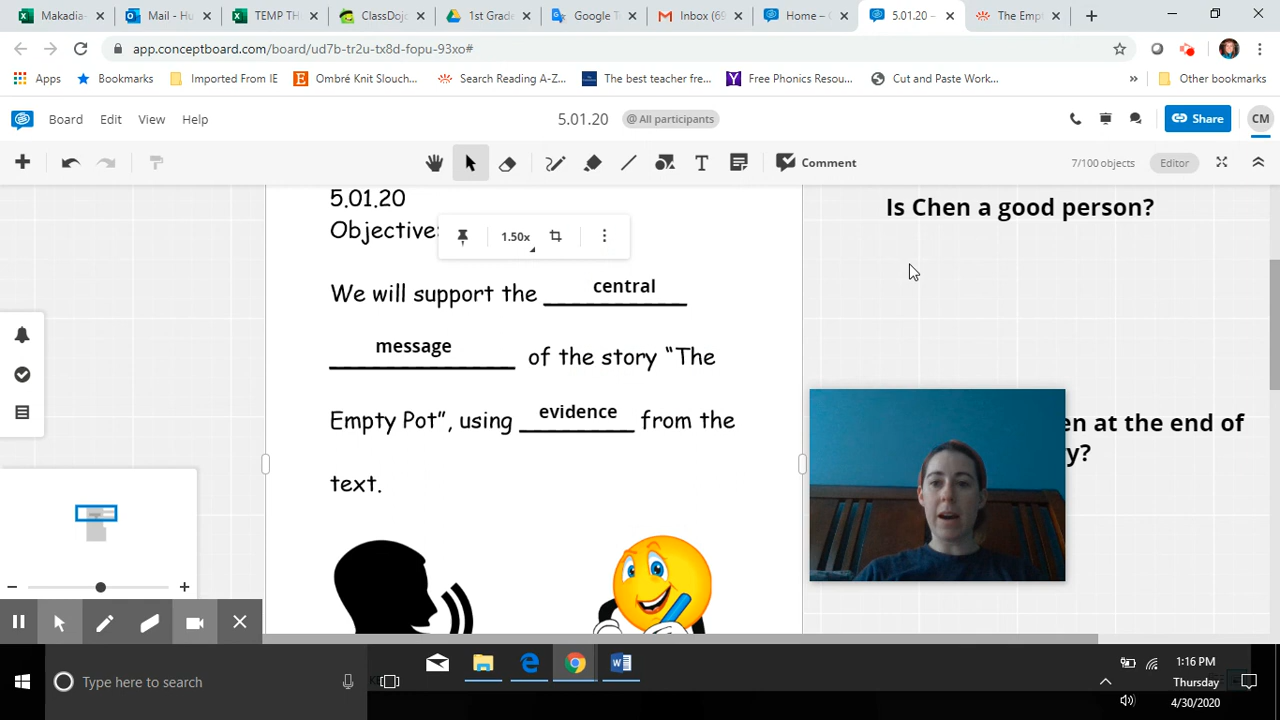 Makadia-
Mail - Hu
TEMP TH
ClassDoj
1st Grade
Google T
Inbox (69
Home – C
5.01.20 –
The Emp
app.conceptboard.com/board/ud7b-tr2u-tx8d-fopu-93xo#
Apps
Bookmarks
Imported From IE
Ombré Knit Slouch...
Search Reading A-Z...
The best teacher fre...
Free Phonics Resou...
Cut and Paste Work...
»
Other bookmarks
Board
Edit
View
Help
5.01.20
@ All participants
Share
CM
Comment
7/100 objects
Editor
5.01.20
Objective:
1.50x
We will support the central
message of the story “The
Empty Pot”, using evidence from the
text.
Is Chen a good person?
en at the end of
y?
Type here to search
1:16 PM
Thursday
4/30/2020